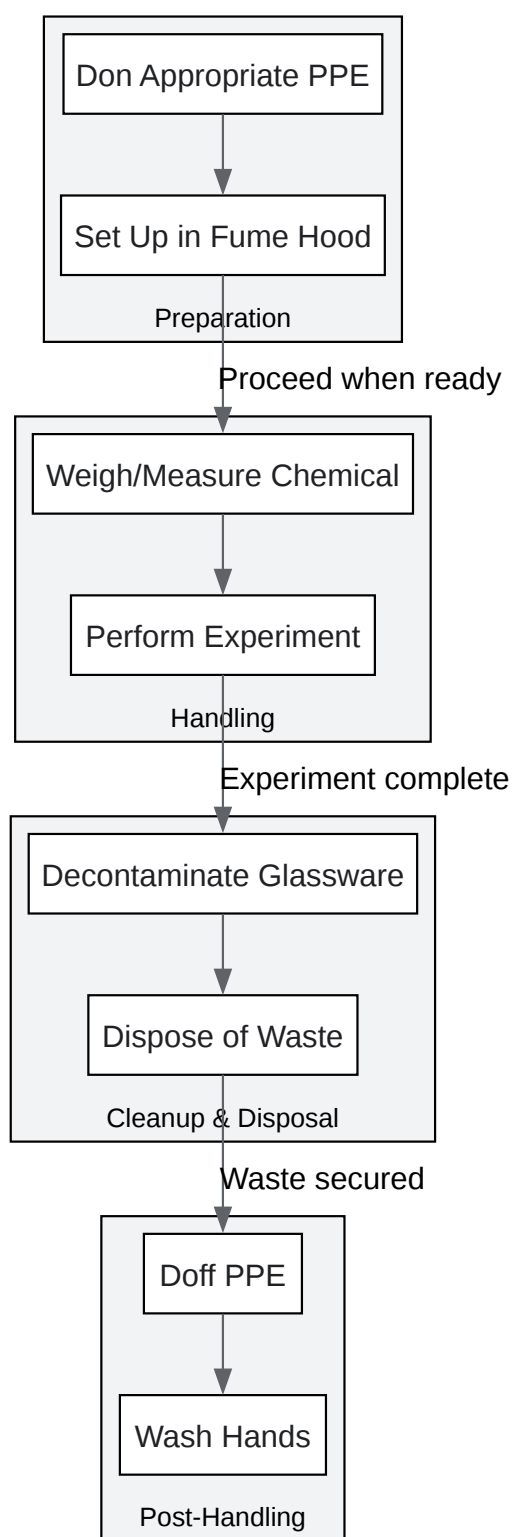 Don Appropriate PPE
Set Up in Fume Hood
Preparation
Proceed when ready
Weigh/Measure Chemical
Perform Experiment
Handling
Experiment complete
Decontaminate Glassware
Dispose of Waste
Cleanup & Disposal
Waste secured
Doff PPE
Wash Hands
Post-Handling